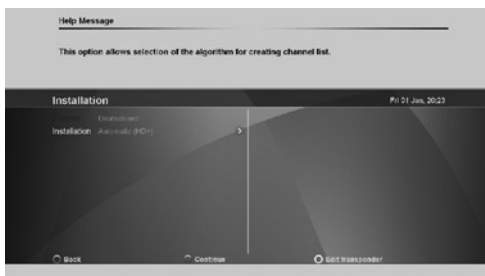 Help Message
This option allows selection of the algorithm for creating channel list.
Installation
Fri 01 Jan, 20:23
Deutschland
Installation Automatic (HD+)
Back
Continue
Edit transponder